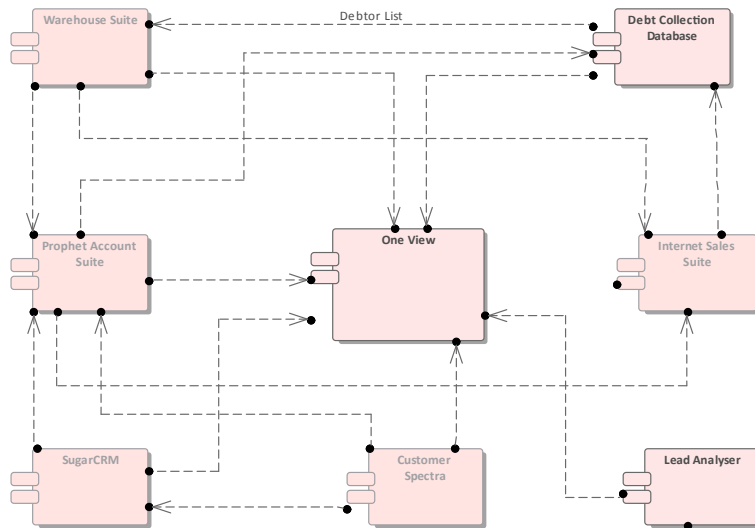 Warehouse Suite
Debtor List
Debt Collection
Database
Prophet Account
Suite
One View
Internet Sales
Suite
SugarCRM
Customer
Spectra
Lead Analyser